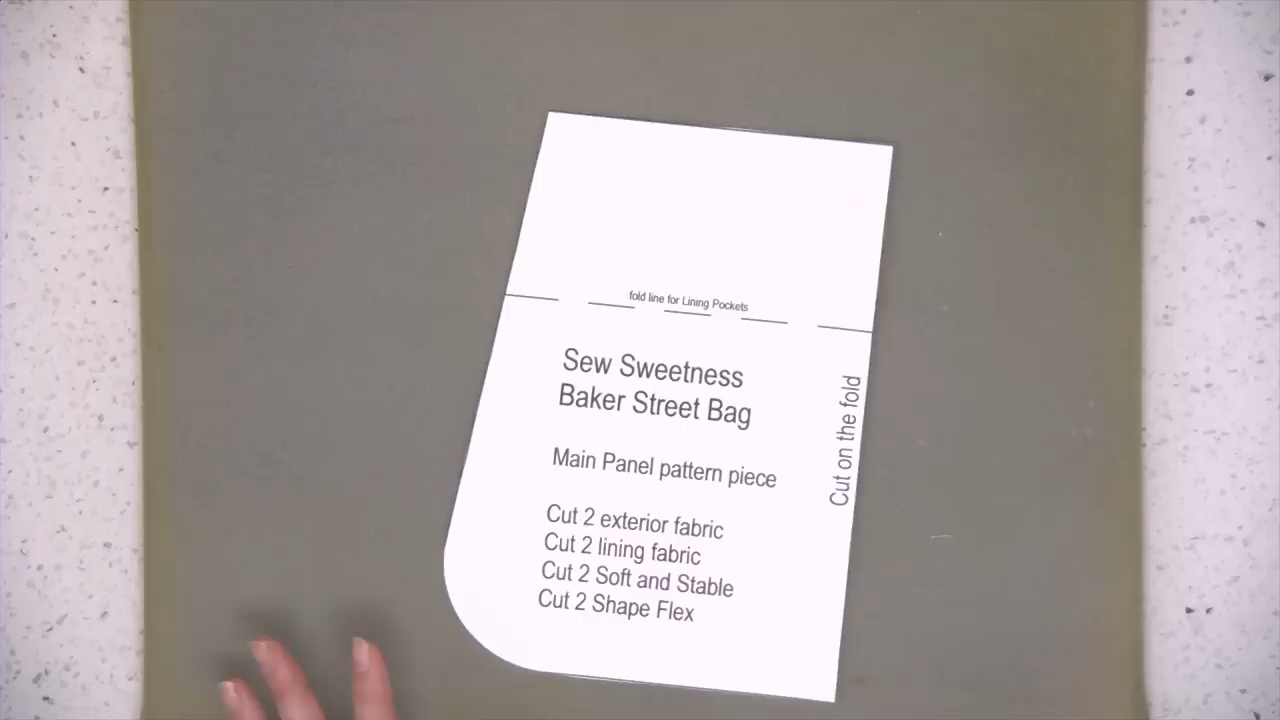 fold line for Lining Pockets
Sew Sweetness
Baker Street Bag
Main Panel pattern piece
Cut 2 exterior fabric
Cut 2 lining fabric
Cut 2 Soft and Stable
Cut 2 Shape Flex
Cut on the fold